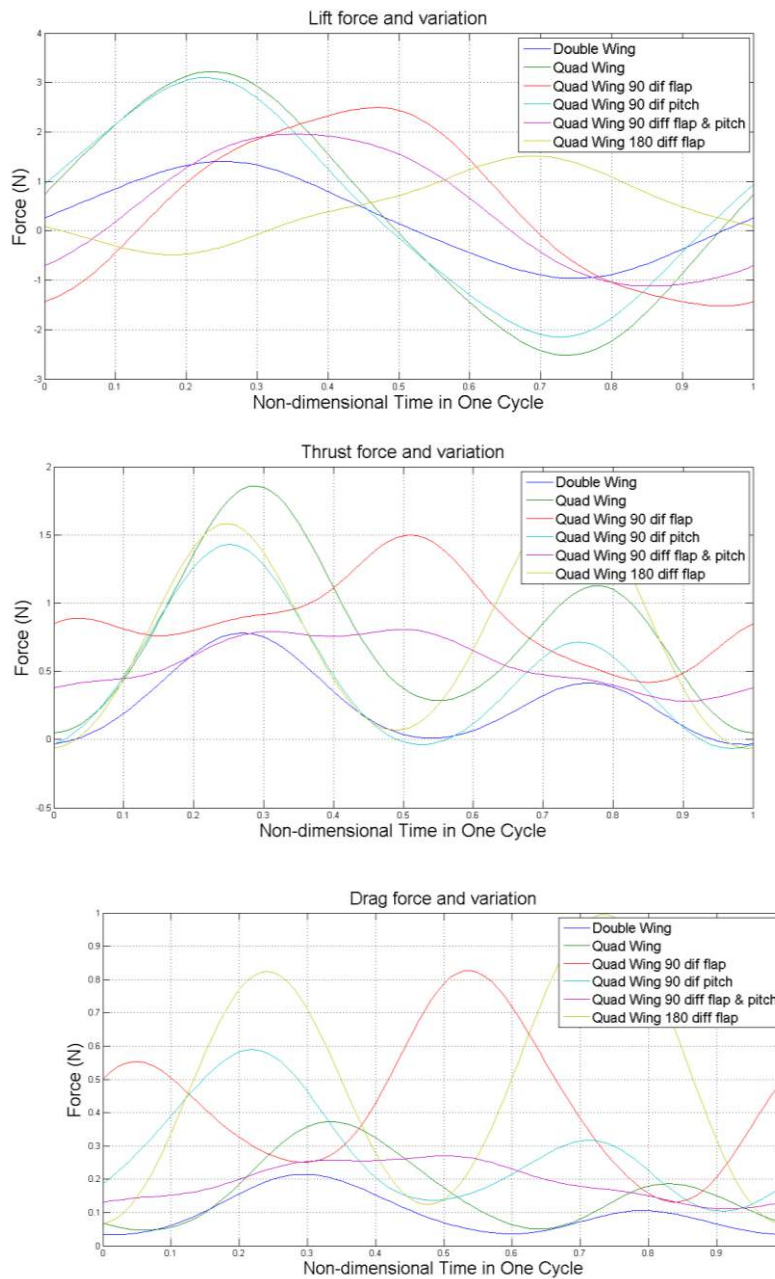 Lift force and variation
4
3
2
1
0
-1
-2
-3
Force (N)
Double Wing
Quad Wing
Quad Wing 90 dif flap
Quad Wing 90 dif pitch
Quad Wing 90 diff flap & pitch
Quad Wing 180 diff flap
0 0.1 0.2 0.3 0.4 0.5 0.6 0.7 0.8 0.9 1
Non-dimensional Time in One Cycle
Thrust force and variation
2
1.5
1
0.5
0
-0.5
Force (N)
Double Wing
Quad Wing
Quad Wing 90 dif flap
Quad Wing 90 dif pitch
Quad Wing 90 diff flap & pitch
Quad Wing 180 diff flap
0 0.1 0.2 0.3 0.4 0.5 0.6 0.7 0.8 0.9 1
Non-dimensional Time in One Cycle
Drag force and variation
1
0.9
0.8
0.7
0.6
0.5
0.4
0.3
0.2
0.1
0
Force (N)
Double Wing
Quad Wing
Quad Wing 90 dif flap
Quad Wing 90 dif pitch
Quad Wing 90 diff flap & pitch
Quad Wing 180 diff flap
0 0.1 0.2 0.3 0.4 0.5 0.6 0.7 0.8 0.9
Non-dimensional Time in One Cycle